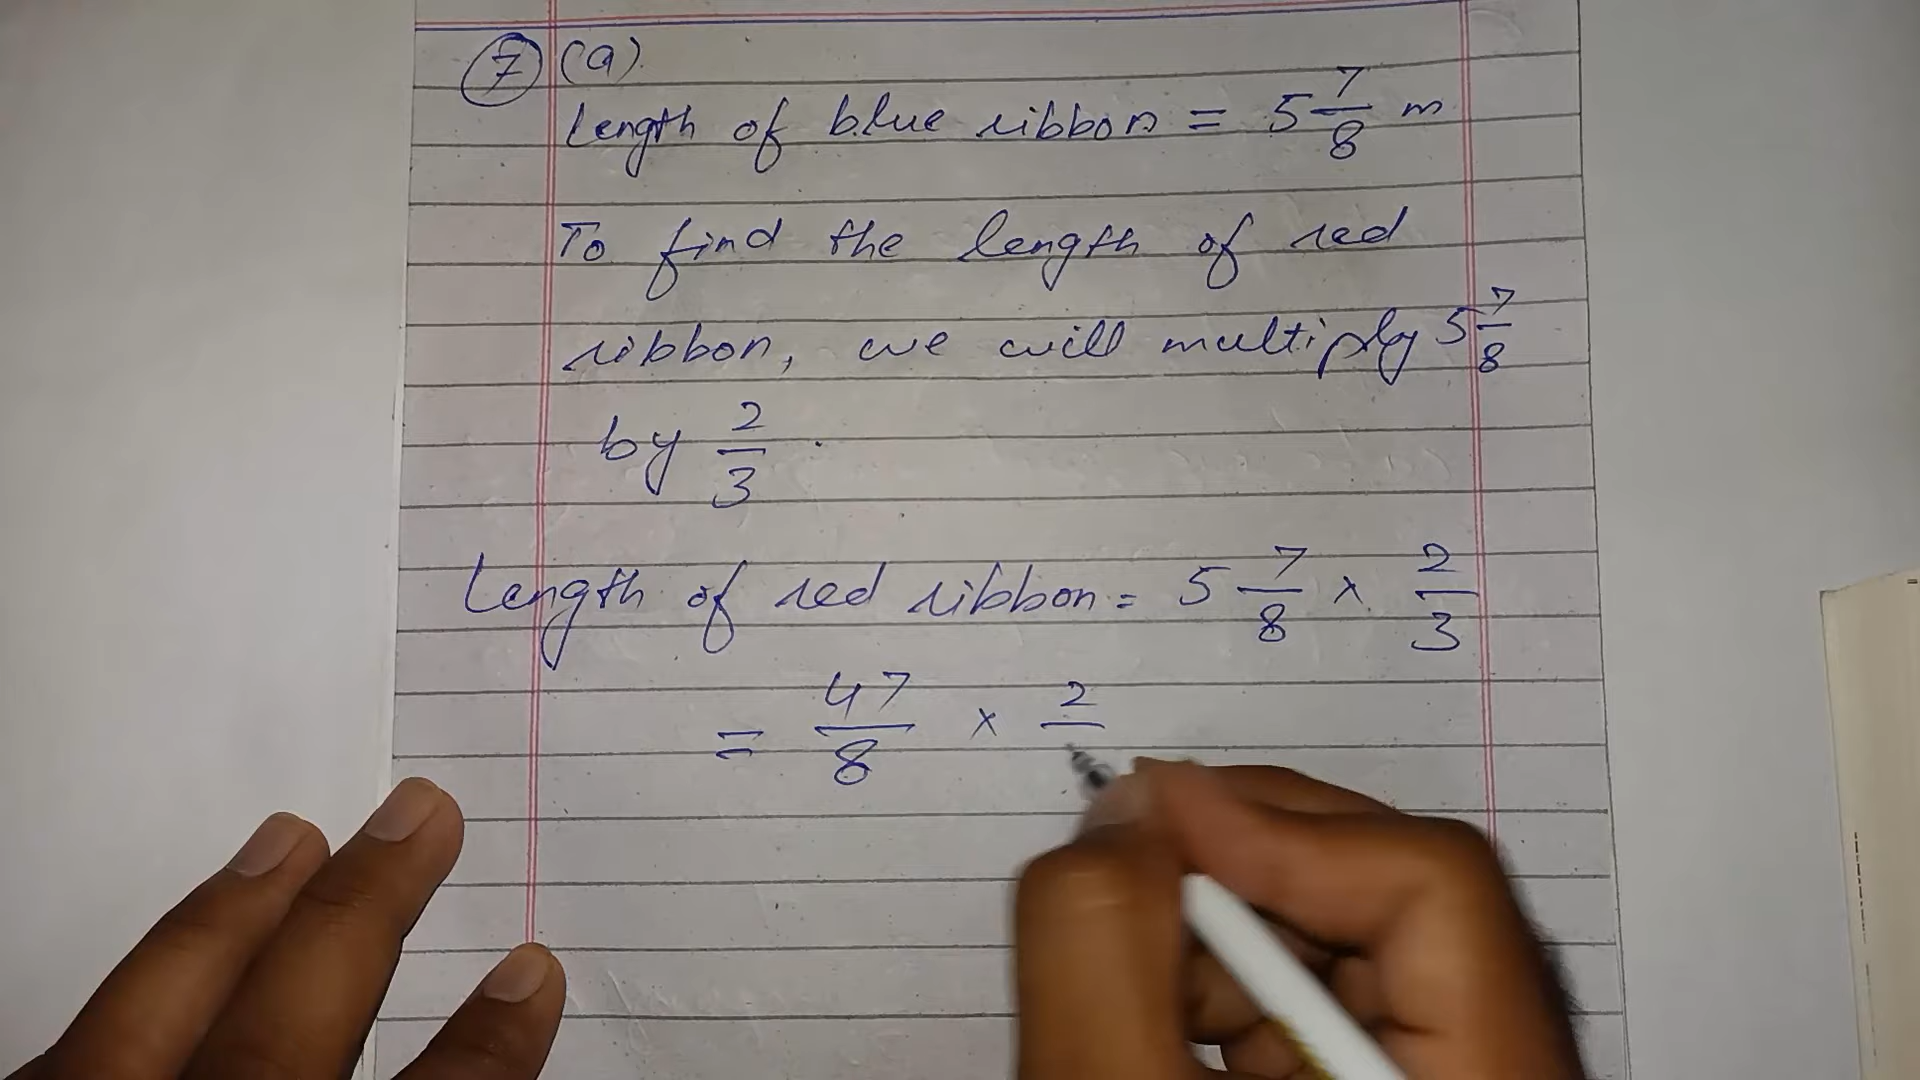 7 (a).
Length of blue ribbon = 5 7/8 m
To find the length of red
ribbon, we will multiply 5 7/8
by 2/3.
Length of red ribbon = 5 7/8 × 2/3
= 47/8 × 2/